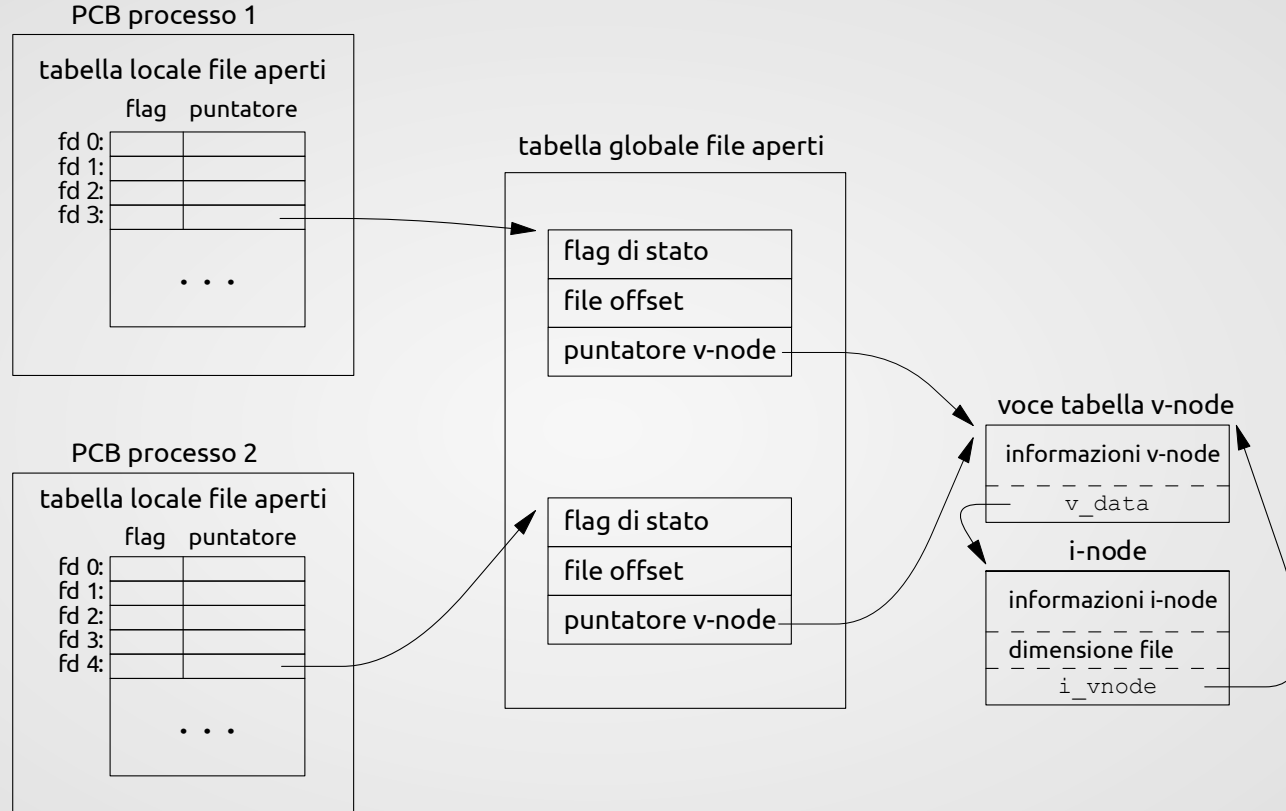 PCB processo 1
tabella locale file aperti
flag puntatore
fd 0:
fd 1:
fd 2:
fd 3:
. . .
PCB processo 2
tabella locale file aperti
flag puntatore
fd 0:
fd 1:
fd 2:
fd 3:
fd 4:
. . .
tabella globale file aperti
flag di stato
file offset
puntatore v-node
flag di stato
file offset
puntatore v-node
voce tabella v-node
informazioni v-node
v_data
i-node
informazioni i-node
dimensione file
i_vnode